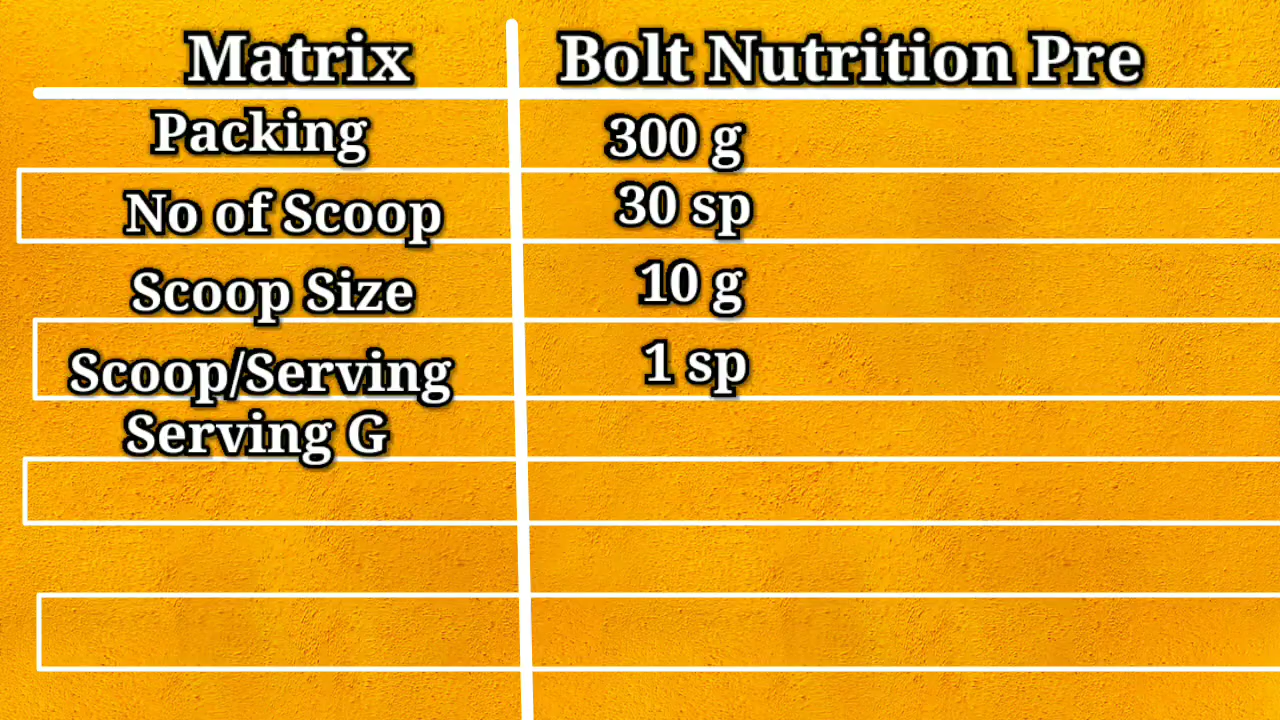 Matrix Bolt Nutrition Pre
Packing 300 g
No of Scoop 30 sp
Scoop Size 10 g
Scoop/Serving 1 sp
Serving G